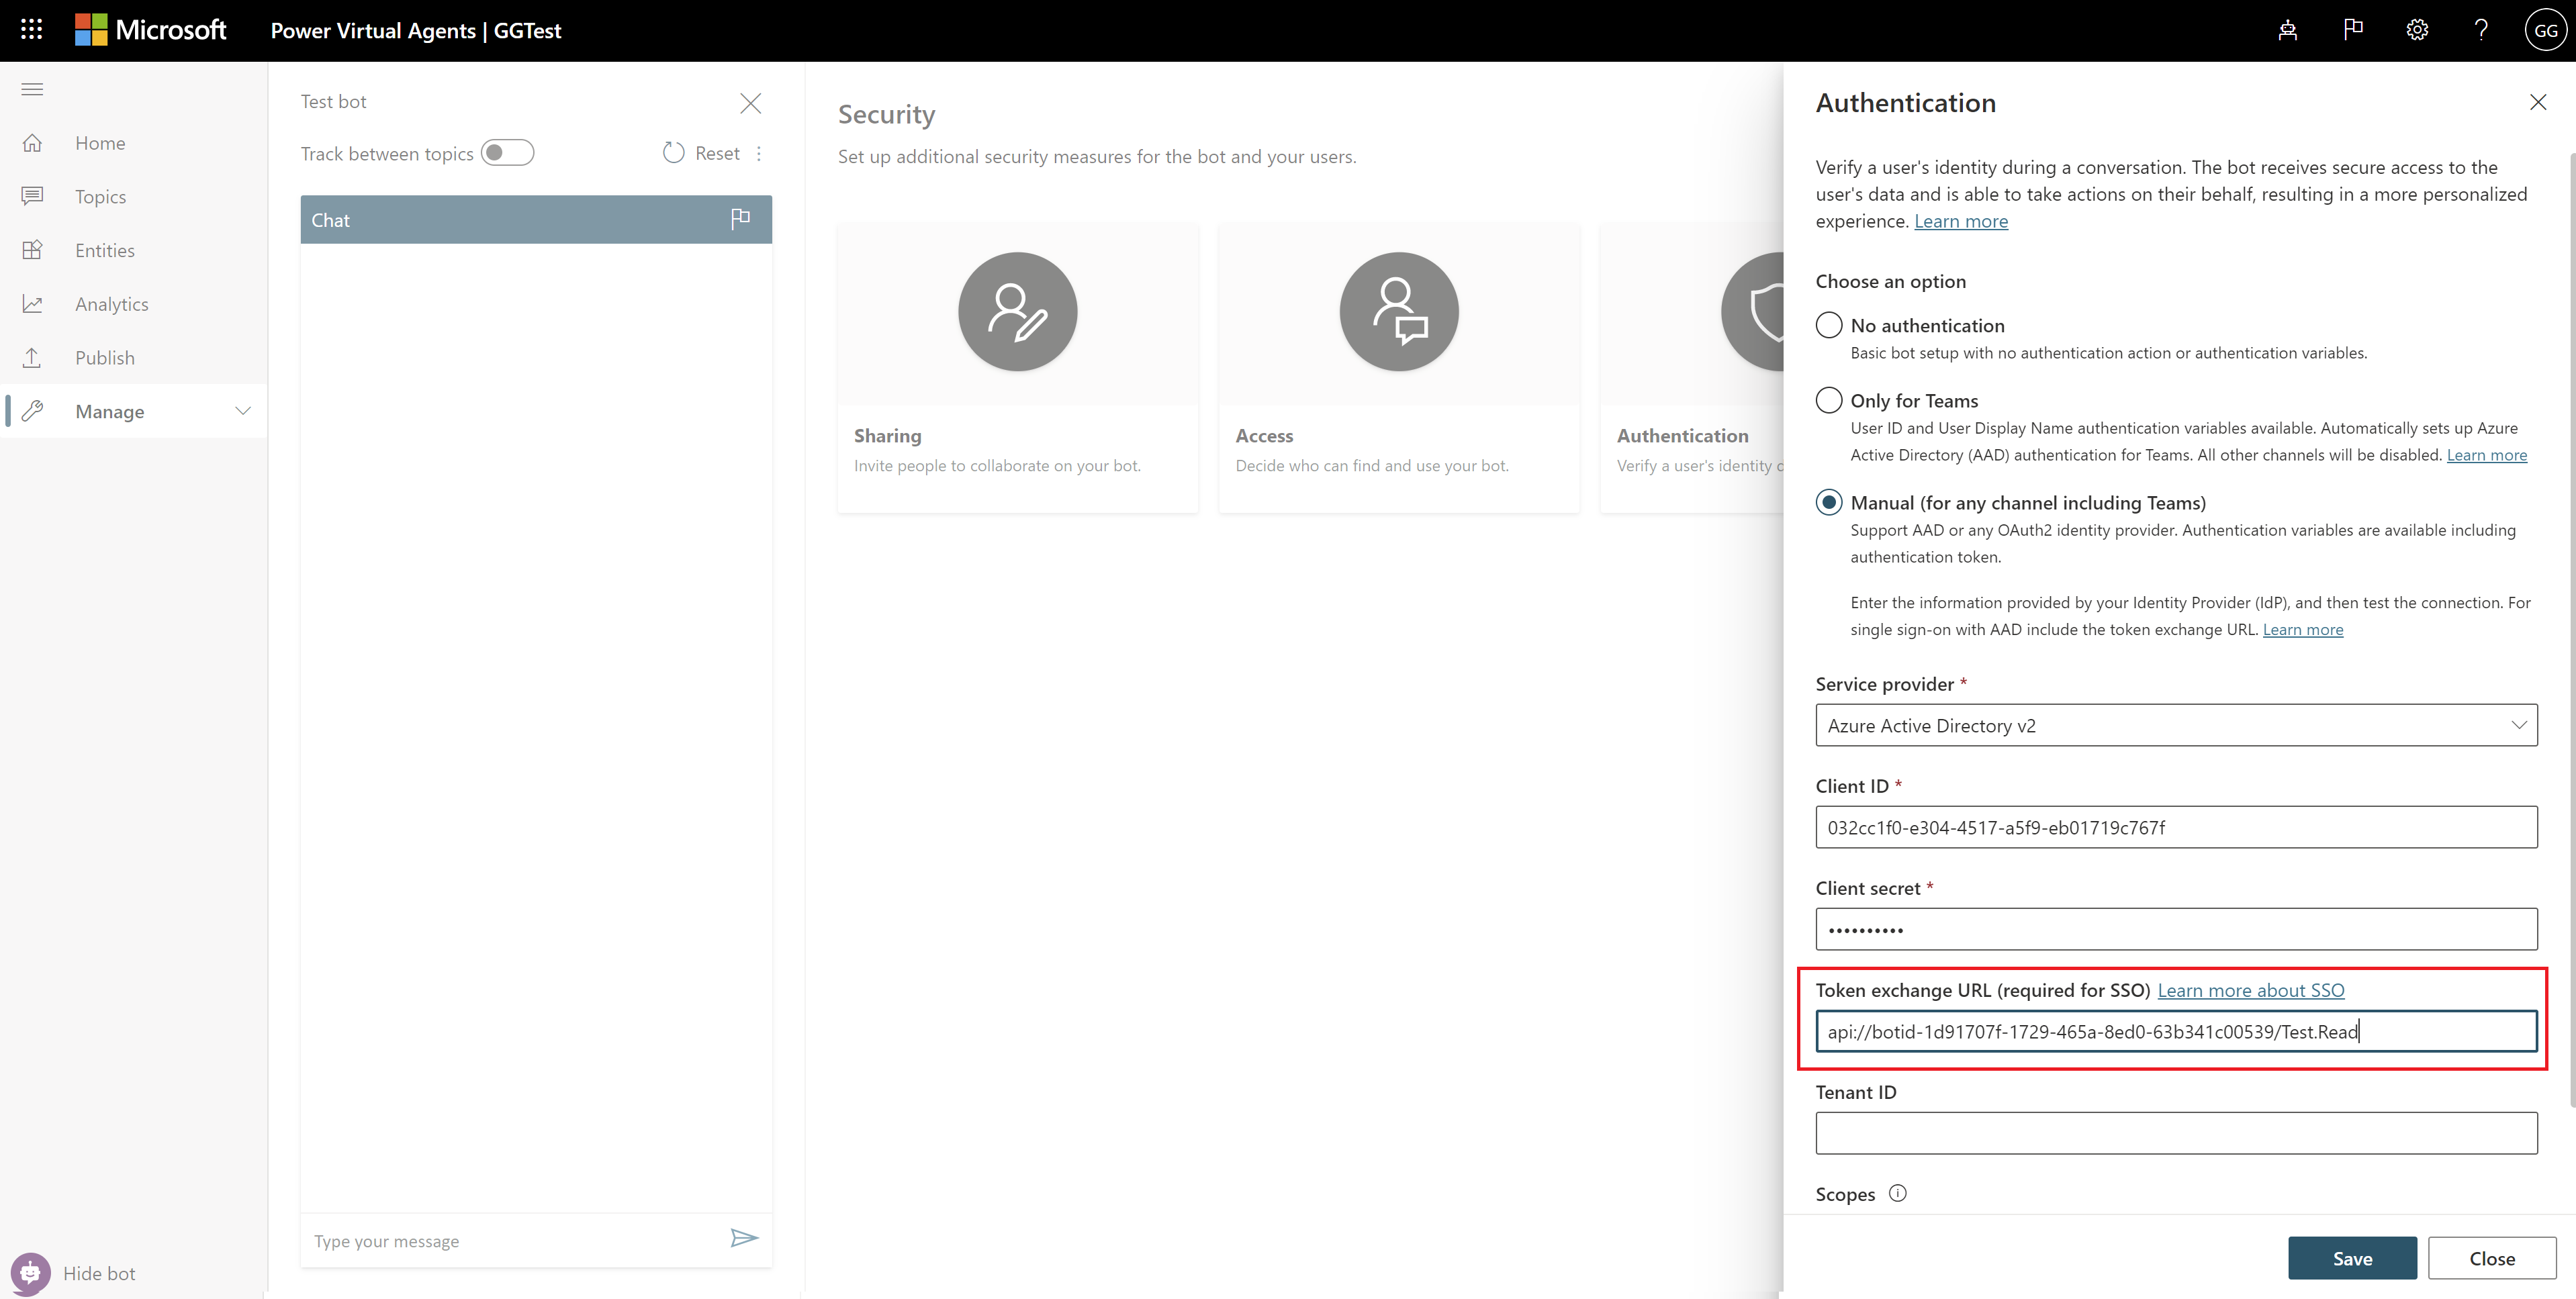 Microsoft
Power Virtual Agents | GGTest
GG
Home
Topics
Entities
Analytics
Publish
Manage
Hide bot
Test bot
Track between topics
Reset
Chat
Type your message
Security
Set up additional security measures for the bot and your users.
Sharing
Invite people to collaborate on your bot.
Access
Decide who can find and use your bot.
Authentication
Verify a user's identity
Authentication
Verify a user's identity during a conversation. The bot receives secure access to the
user's data and is able to take actions on their behalf, resulting in a more personalized
experience. Learn more
Choose an option
No authentication
Basic bot setup with no authentication action or authentication variables.
Only for Teams
User ID and User Display Name authentication variables available. Automatically sets up Azure
Active Directory (AAD) authentication for Teams. All other channels will be disabled. Learn more
Manual (for any channel including Teams)
Support AAD or any OAuth2 identity provider. Authentication variables are available including
authentication token.
Enter the information provided by your Identity Provider (IdP), and then test the connection. For
single sign-on with AAD include the token exchange URL. Learn more
Service provider *
Azure Active Directory v2
Client ID *
032cc1f0-e304-4517-a5f9-eb01719c767f
Client secret *
••••••••••
Token exchange URL (required for SSO) Learn more about SSO
api://botid-1d91707f-1729-465a-8ed0-63b341c00539/Test.Read
Tenant ID
Scopes
Save
Close